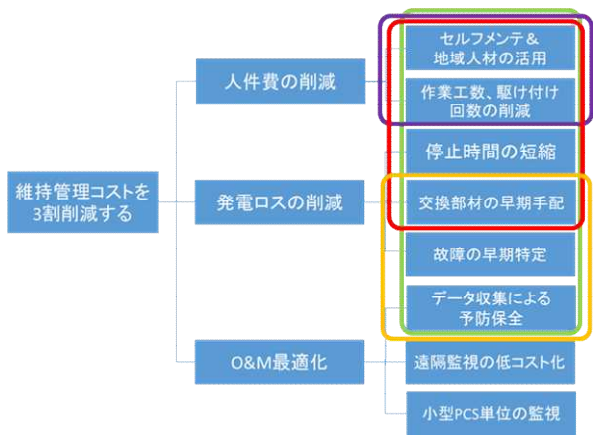 維持管理コストを
3割削減する
人件費の削減
セルフメンテ＆
地域人材の活用
作業工数、駆け付け
回数の削減
発電ロスの削減
停止時間の短縮
交換部材の早期手配
故障の早期特定
O&M最適化
データ収集による
予防保全
遠隔監視の低コスト化
小型PCS単位の監視